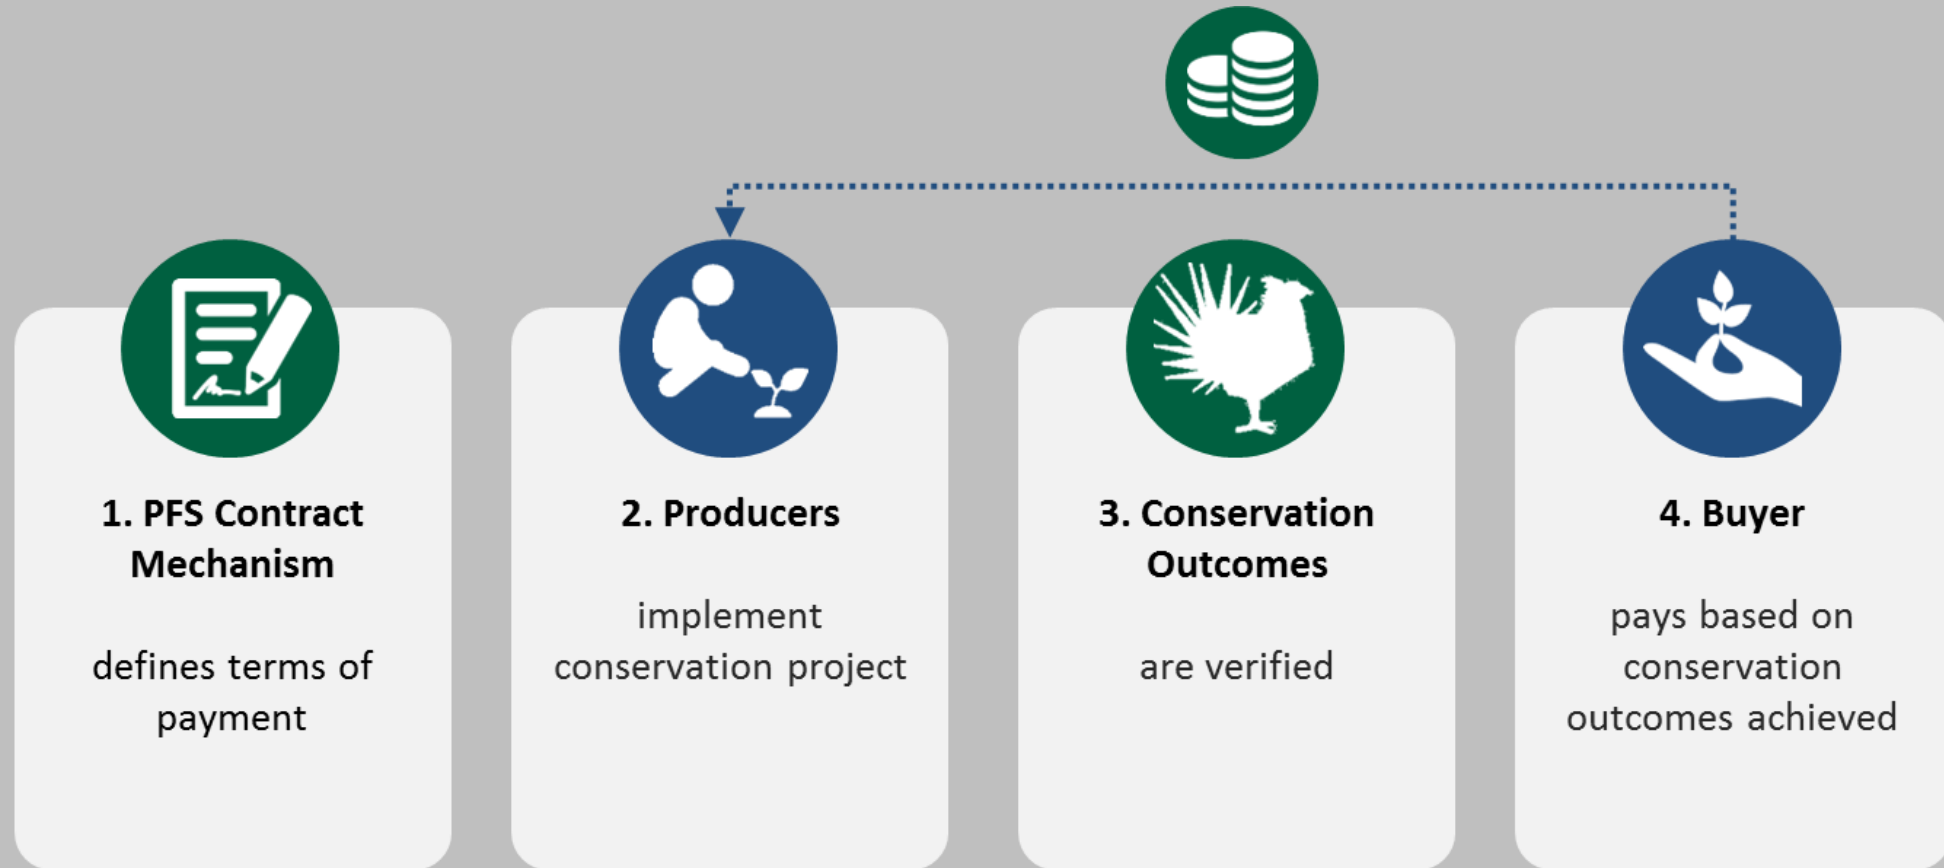 1. PFS Contract
Mechanism
defines terms of
payment
2. Producers
implement
conservation project
3. Conservation
Outcomes
are verified
4. Buyer
pays based on
conservation
outcomes achieved